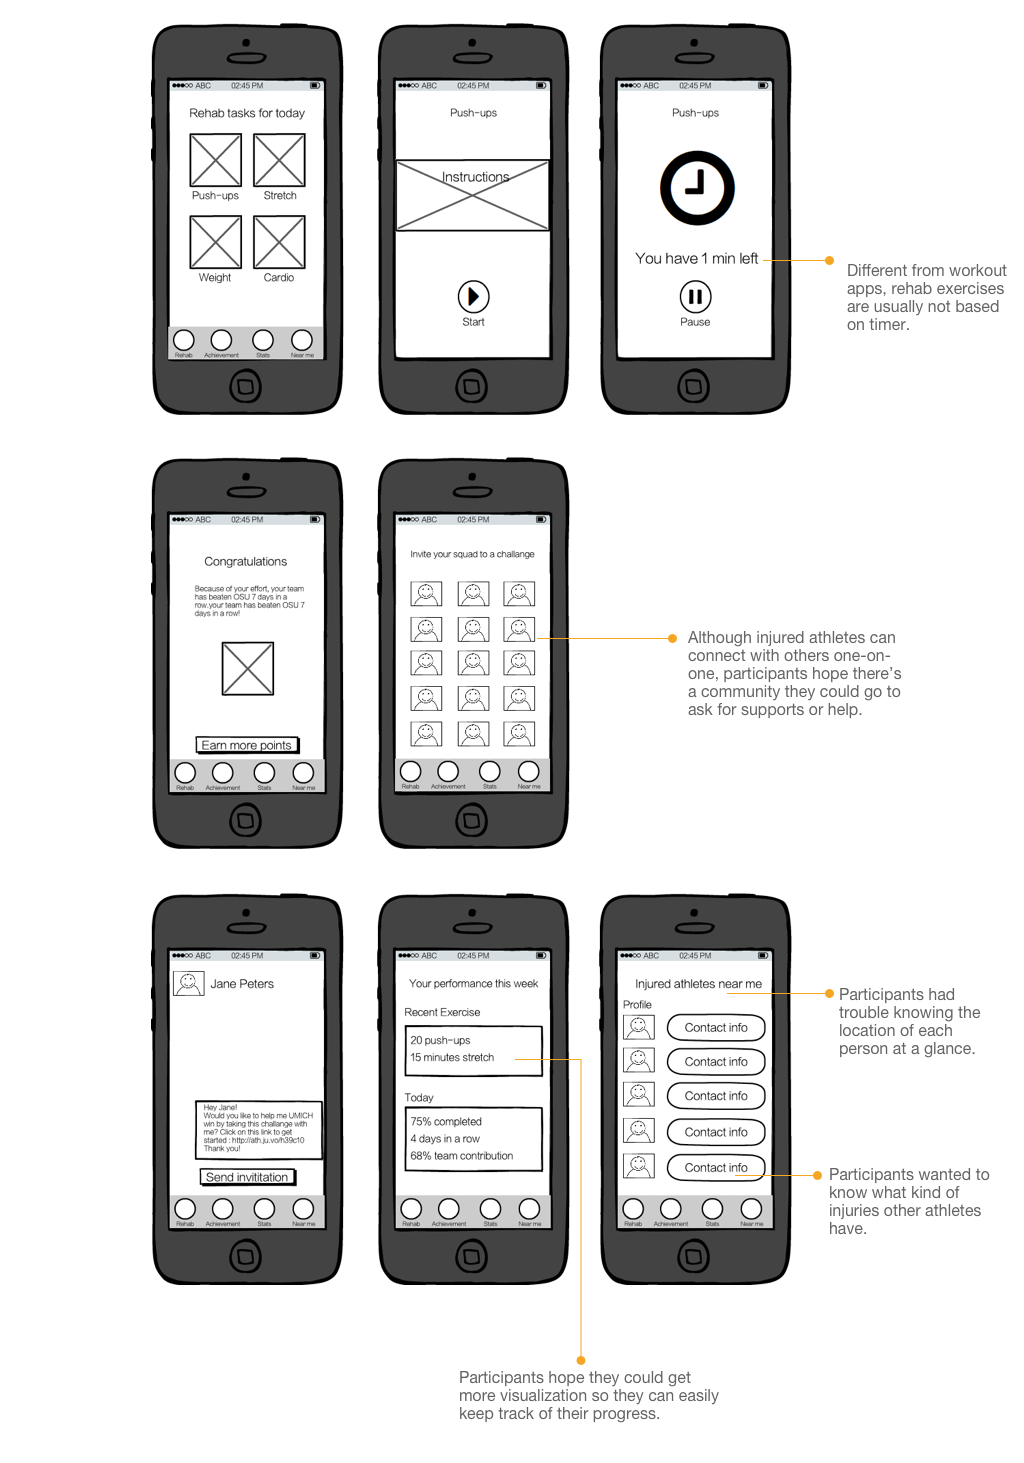 ABC 02:45 PM
Rehab tasks for today
Push-ups Stretch
Weight Cardio
Rehab Achievement Stats Near me
ABC 02:45 PM
Push-ups
Instructions
Start
ABC 02:45 PM
Push-ups
You have 1 min left
Pause
Different from workout
apps, rehab exercises
are usually not based
on timer.
ABC 02:45 PM
Congratulations
Because of your effort, your team
has beaten OSU 7 days in a
row.your team has beaten OSU 7
days in a row!
Earn more points
Rehab Achievement Stats Near me
ABC 02:45 PM
Invite your squad to a challange
Rehab Achievement Stats Near me
Although injured athletes can
connect with others one-on-
one, participants hope there's
a community they could go to
ask for supports or help.
ABC 02:45 PM
Jane Peters
Hey Jane!
Would you like to help me UMICH
win by taking this challange with
me? Click on this link to get
started : http://ath.ju.vo/h39c10
Thank you!
Send invititation
Rehab Achievement Stats Near me
ABC 02:45 PM
Your performance this week
Recent Exercise
20 push-ups
15 minutes stretch
Today
75% completed
4 days in a row
68% team contribution
Rehab Achievement Stats Near me
ABC 02:45 PM
Injured athletes near me
Profile
Contact info
Contact info
Contact info
Contact info
Contact info
Rehab Achievement Stats Near me
Participants had
trouble knowing the
location of each
person at a glance.
Participants wanted to
know what kind of
injuries other athletes
have.
Participants hope they could get
more visualization so they can easily
keep track of their progress.